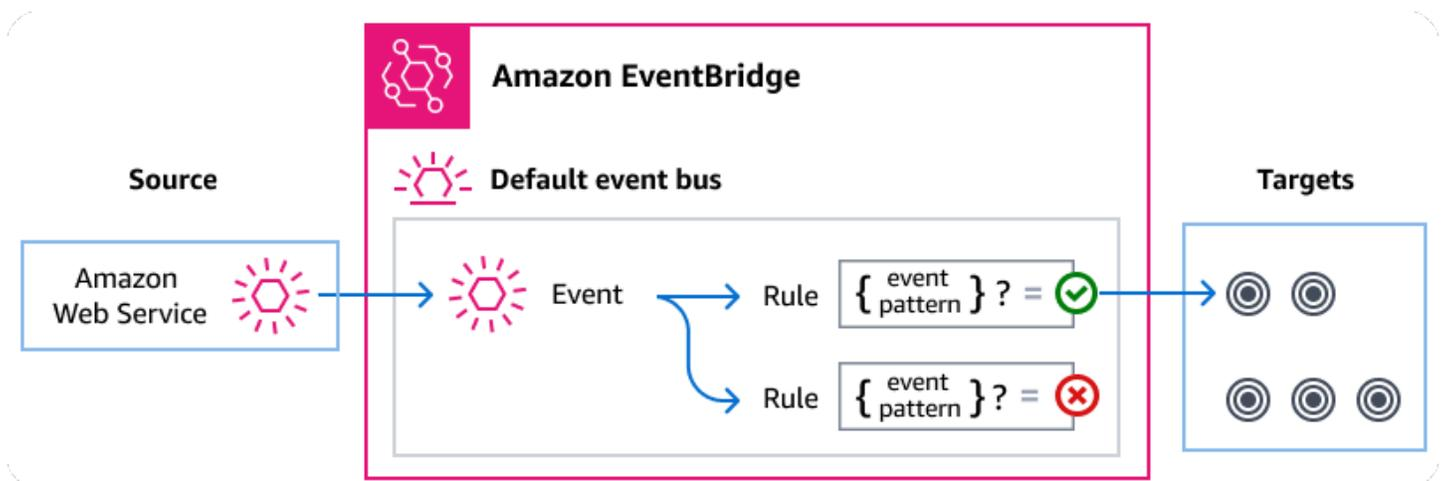 Amazon EventBridge
Source
Default event bus
Targets
Amazon
Web Service
Event
Rule
{ event
pattern } ? =
Rule
{ event
pattern } ? =